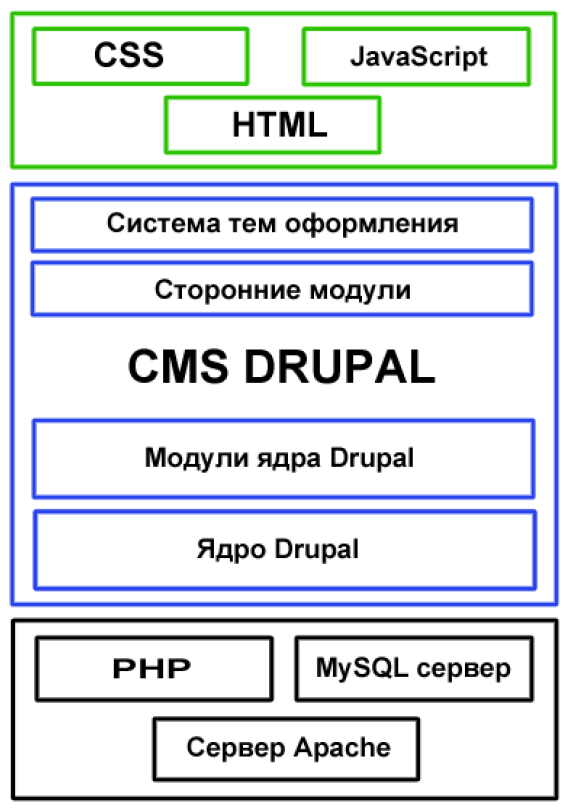 CSS
JavaScript
HTML
Система тем оформления
Сторонние модули
CMS DRUPAL
Модули ядра Drupal
Ядро Drupal
PHP
MySQL сервер
Сервер Apache